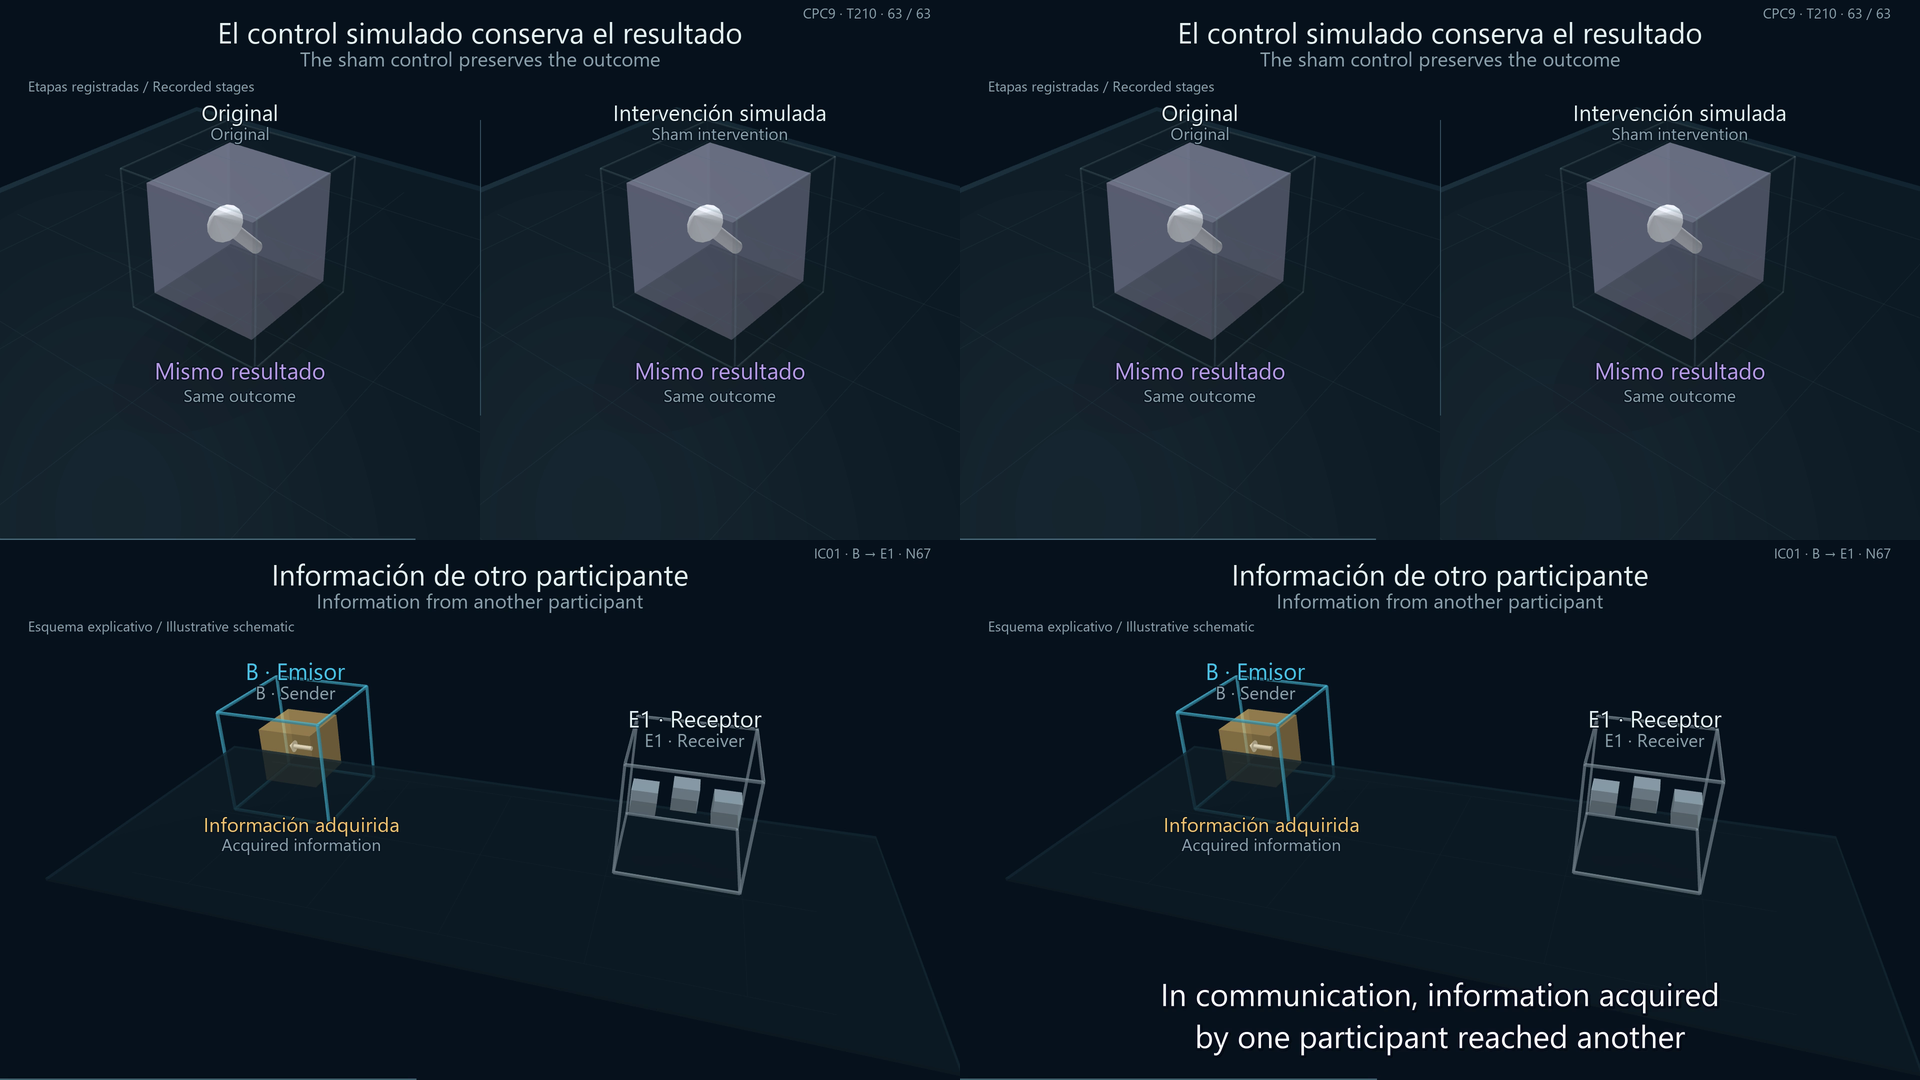 CPC9 · T210 · 63 / 63
El control simulado conserva el resultado
The sham control preserves the outcome
Etapas registradas / Recorded stages
Original
Original
Intervención simulada
Sham intervention
Mismo resultado
Same outcome
Mismo resultado
Same outcome
CPC9 · T210 · 63 / 63
El control simulado conserva el resultado
The sham control preserves the outcome
Etapas registradas / Recorded stages
Original
Original
Intervención simulada
Sham intervention
Mismo resultado
Same outcome
Mismo resultado
Same outcome
IC01 · B → E1 · N67
Información de otro participante
Information from another participant
Esquema explicativo / Illustrative schematic
B · Emisor
B · Sender
E1 · Receptor
E1 · Receiver
Información adquirida
Acquired information
IC01 · B → E1 · N67
Información de otro participante
Information from another participant
Esquema explicativo / Illustrative schematic
B · Emisor
B · Sender
E1 · Receptor
E1 · Receiver
Información adquirida
Acquired information
In communication, information acquired
by one participant reached another